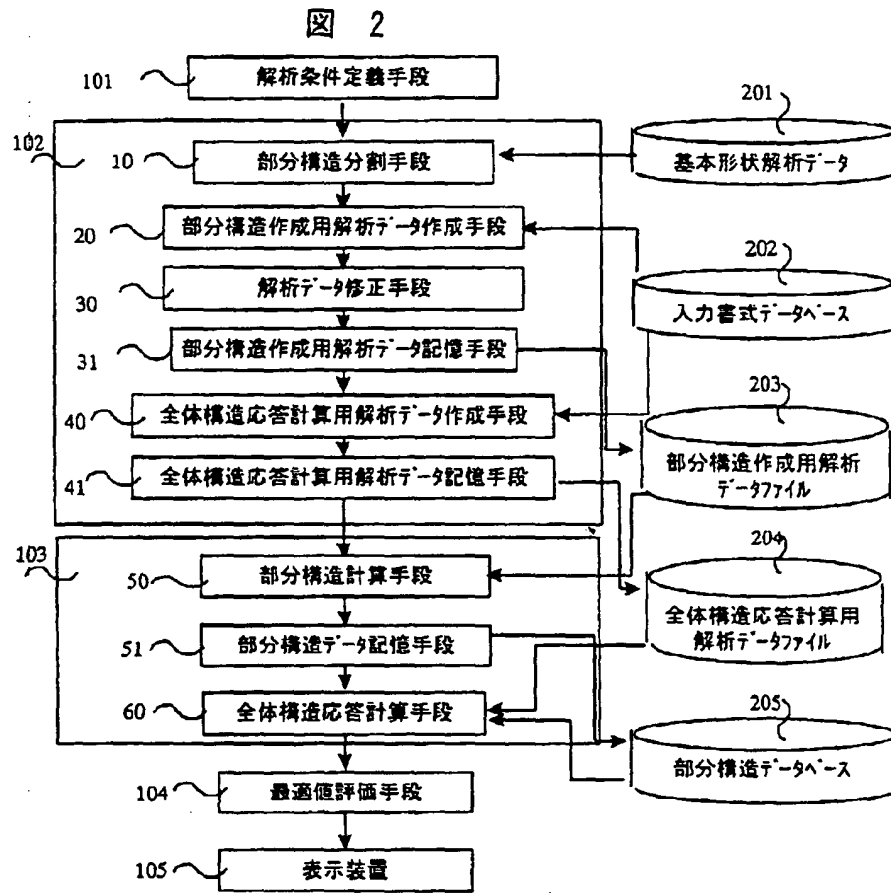 図 2
101 解析条件定義手段
102
10 部分構造分割手段
201
基本形状解析データ
20 部分構造作成用解析データ作成手段
30 解析データ修正手段
202
入力書式データベース
31 部分構造作成用解析データ記憶手段
40 全体構造応答計算用解析データ作成手段
203
部分構造作成用解析
データファイル
41 全体構造応答計算用解析データ記憶手段
103
50 部分構造計算手段
204
全体構造応答計算用
解析データファイル
51 部分構造データ記憶手段
60 全体構造応答計算手段
205
部分構造データベース
104 最適値評価手段
105 表示装置